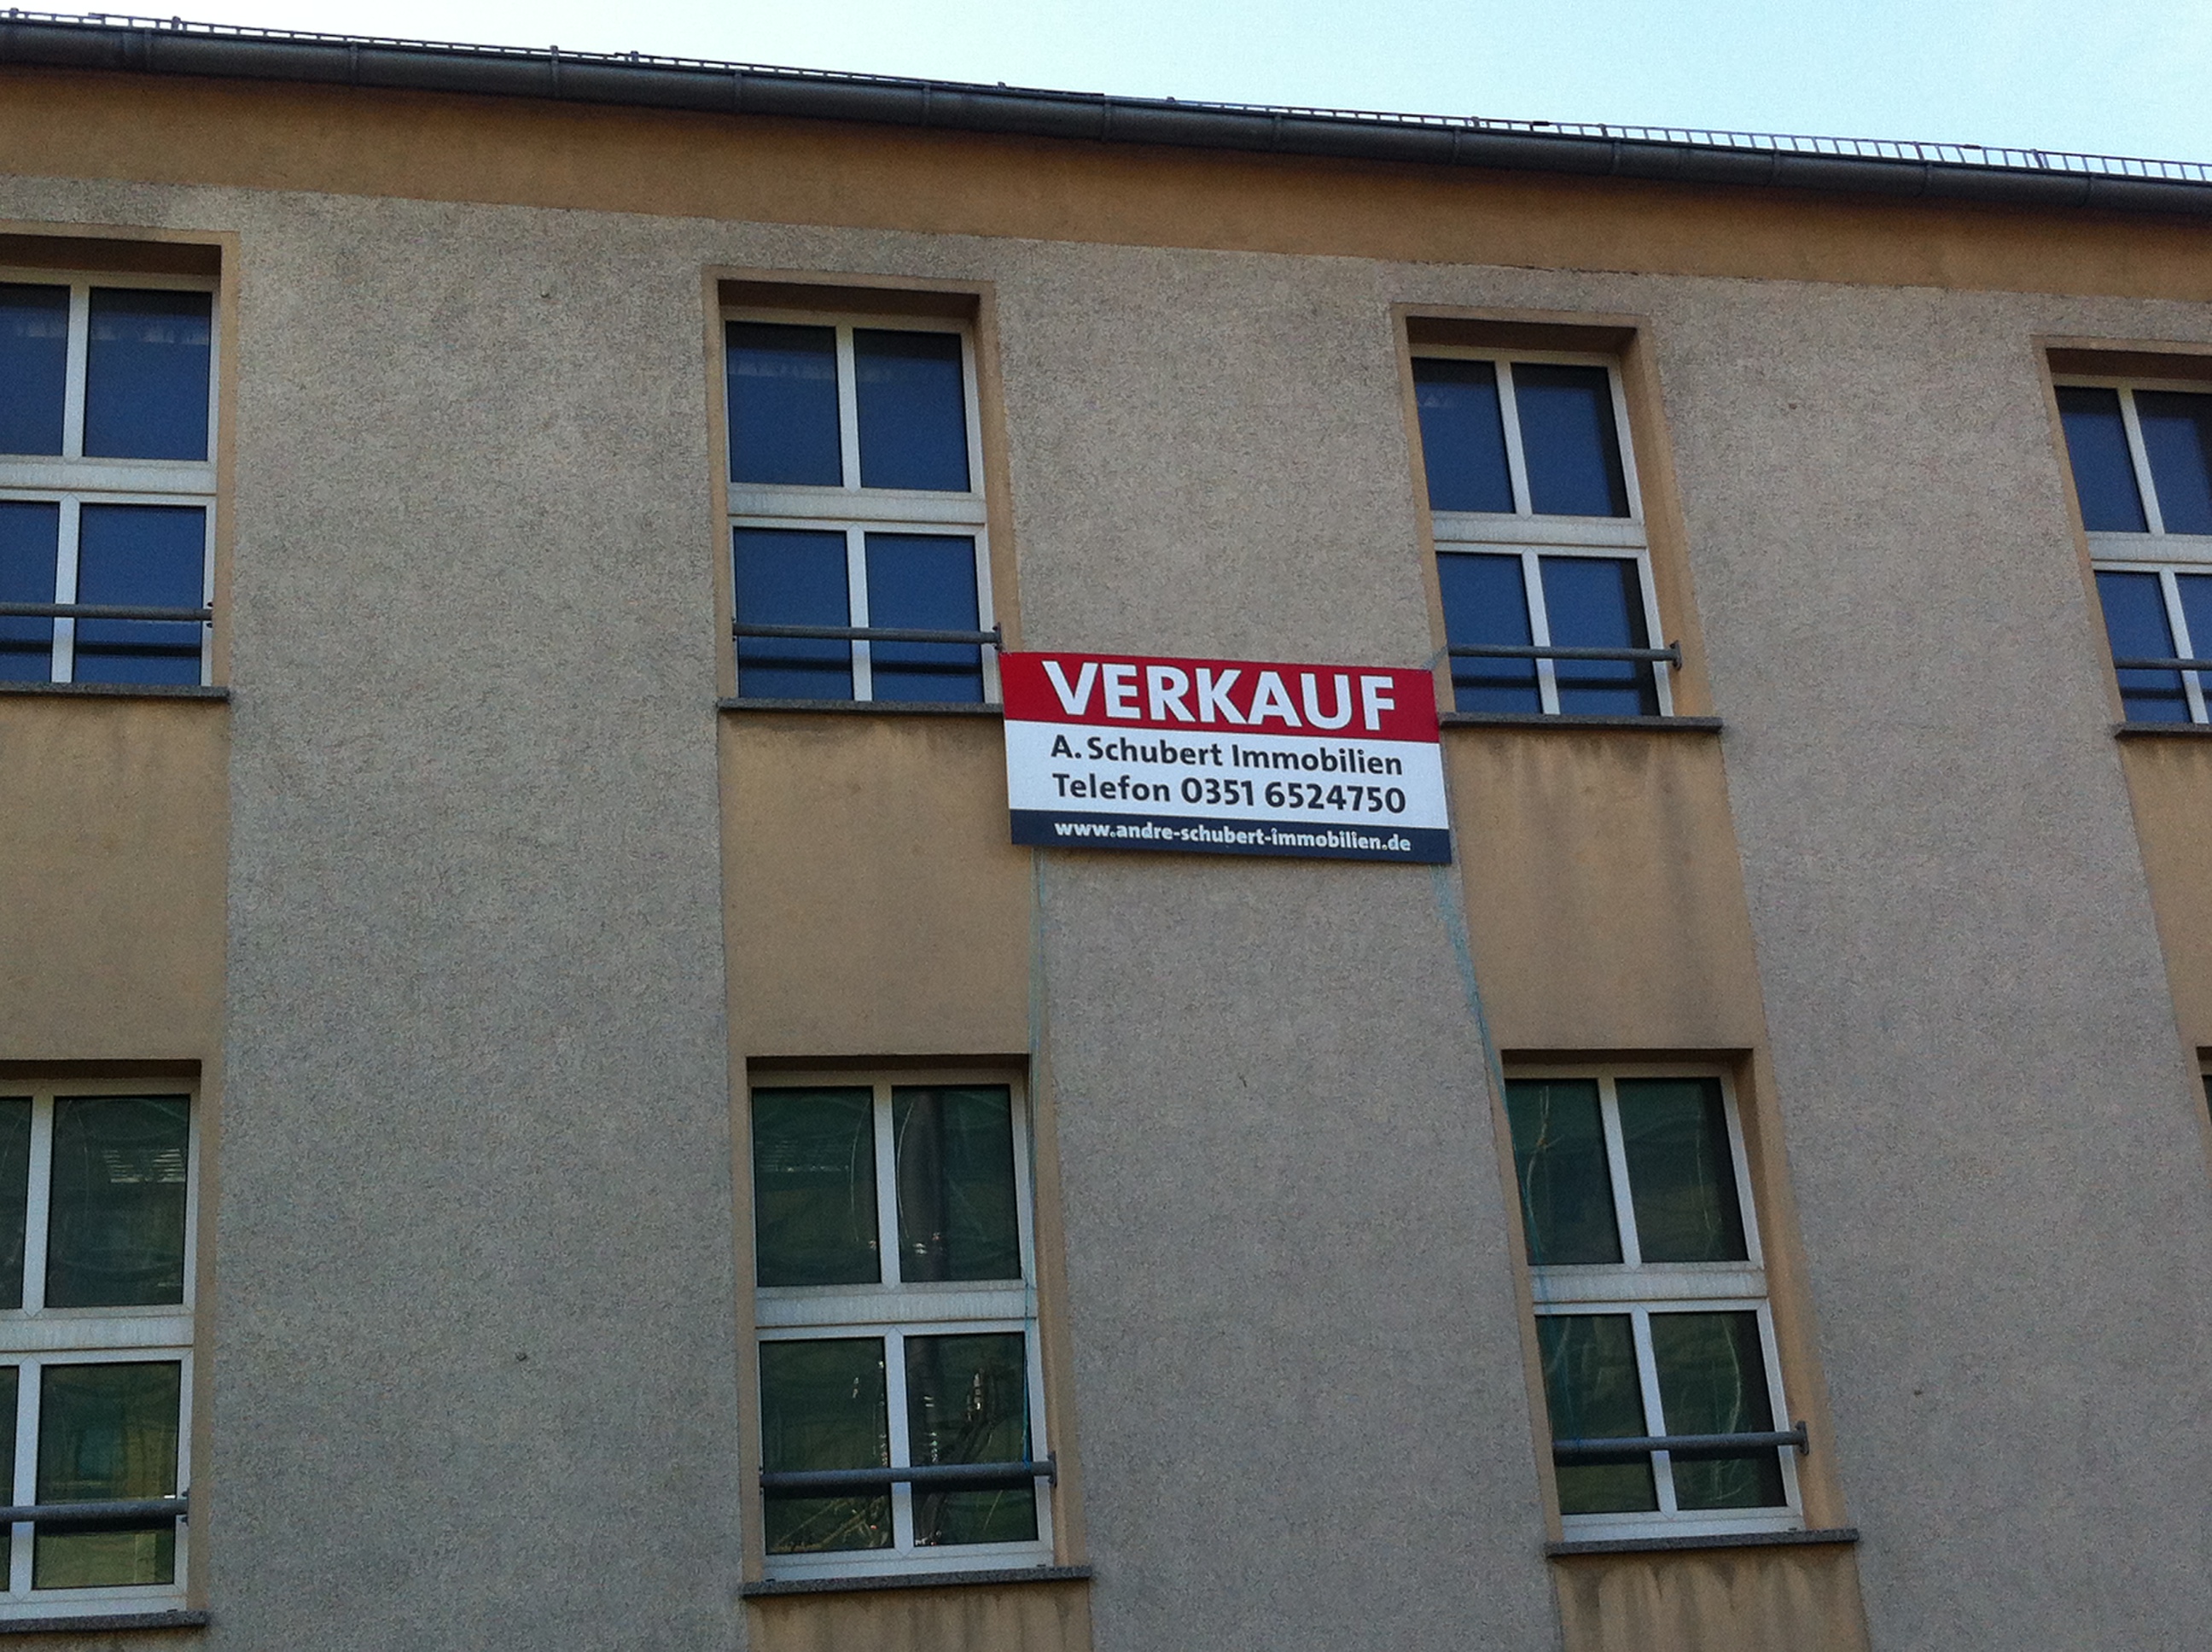 VERKAUF
A. Schubert Immobilien
Telefon 0351 6524750
www.andre-schubert-immobilien.de